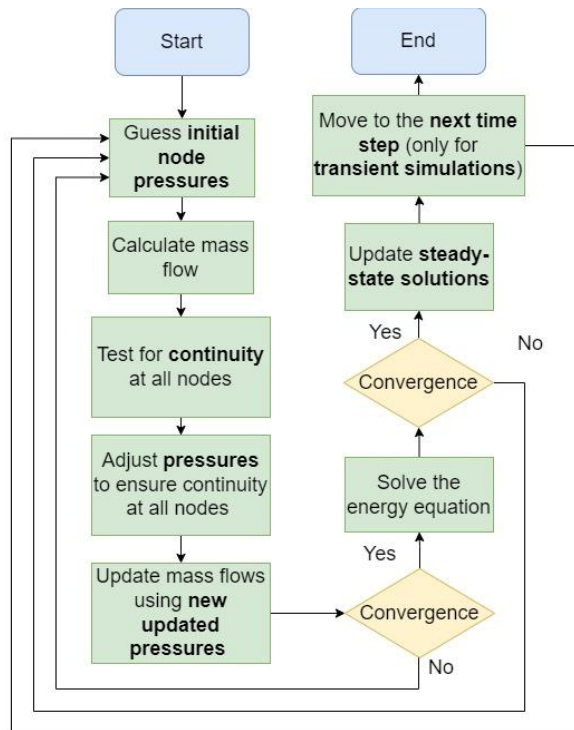 Start
Guess initial
node
pressures
Calculate mass
flow
Test for continuity
at all nodes
Adjust pressures
to ensure continuity
at all nodes
Update mass flows
using new
updated
pressures
Convergence
No
Yes
Solve the
energy equation
Convergence
No
Yes
Update steady-
state solutions
Move to the next time
step (only for
transient simulations)
End